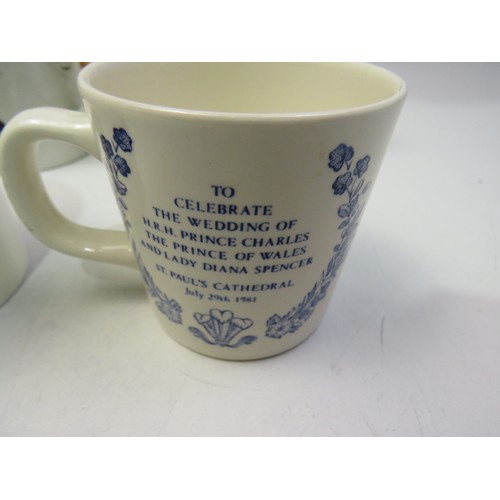 TO
CELEBRATE
THE WEDDING OF
H.R.H. PRINCE CHARLES
THE PRINCE OF WALES
AND LADY DIANA SPENCER
ST. PAUL'S CATHEDRAL
July 29th 1981